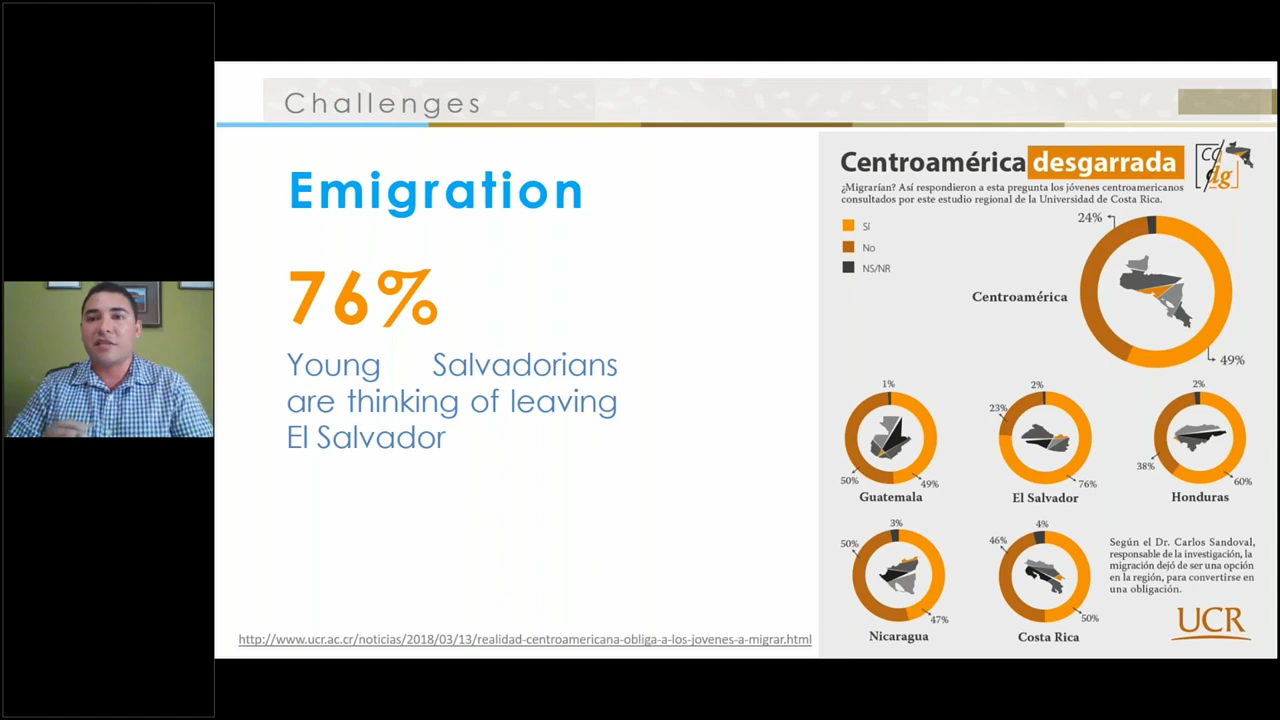 Challenges
Emigration
76%
Young Salvadorians
are thinking of leaving
El Salvador
http://www.ucr.ac.cr/noticias/2018/03/13/realidad-centroamericana-obliga-a-los-jovenes-a-migrar.html
Centroamérica desgarrada
¿Migrarían? Así respondieron a esta pregunta los jóvenes centroamericanos
consultados por este estudio regional de la Universidad de Costa Rica.
Sí
No
NS/NR
24%
Centroamérica
49%
1%
50%
49%
Guatemala
2%
23%
76%
El Salvador
2%
38%
60%
Honduras
3%
50%
47%
Nicaragua
4%
46%
50%
Costa Rica
Según el Dr. Carlos Sandoval,
responsable de la investigación, la
migración dejó de ser una opción
en la región, para convertirse en
una obligación.
UCR